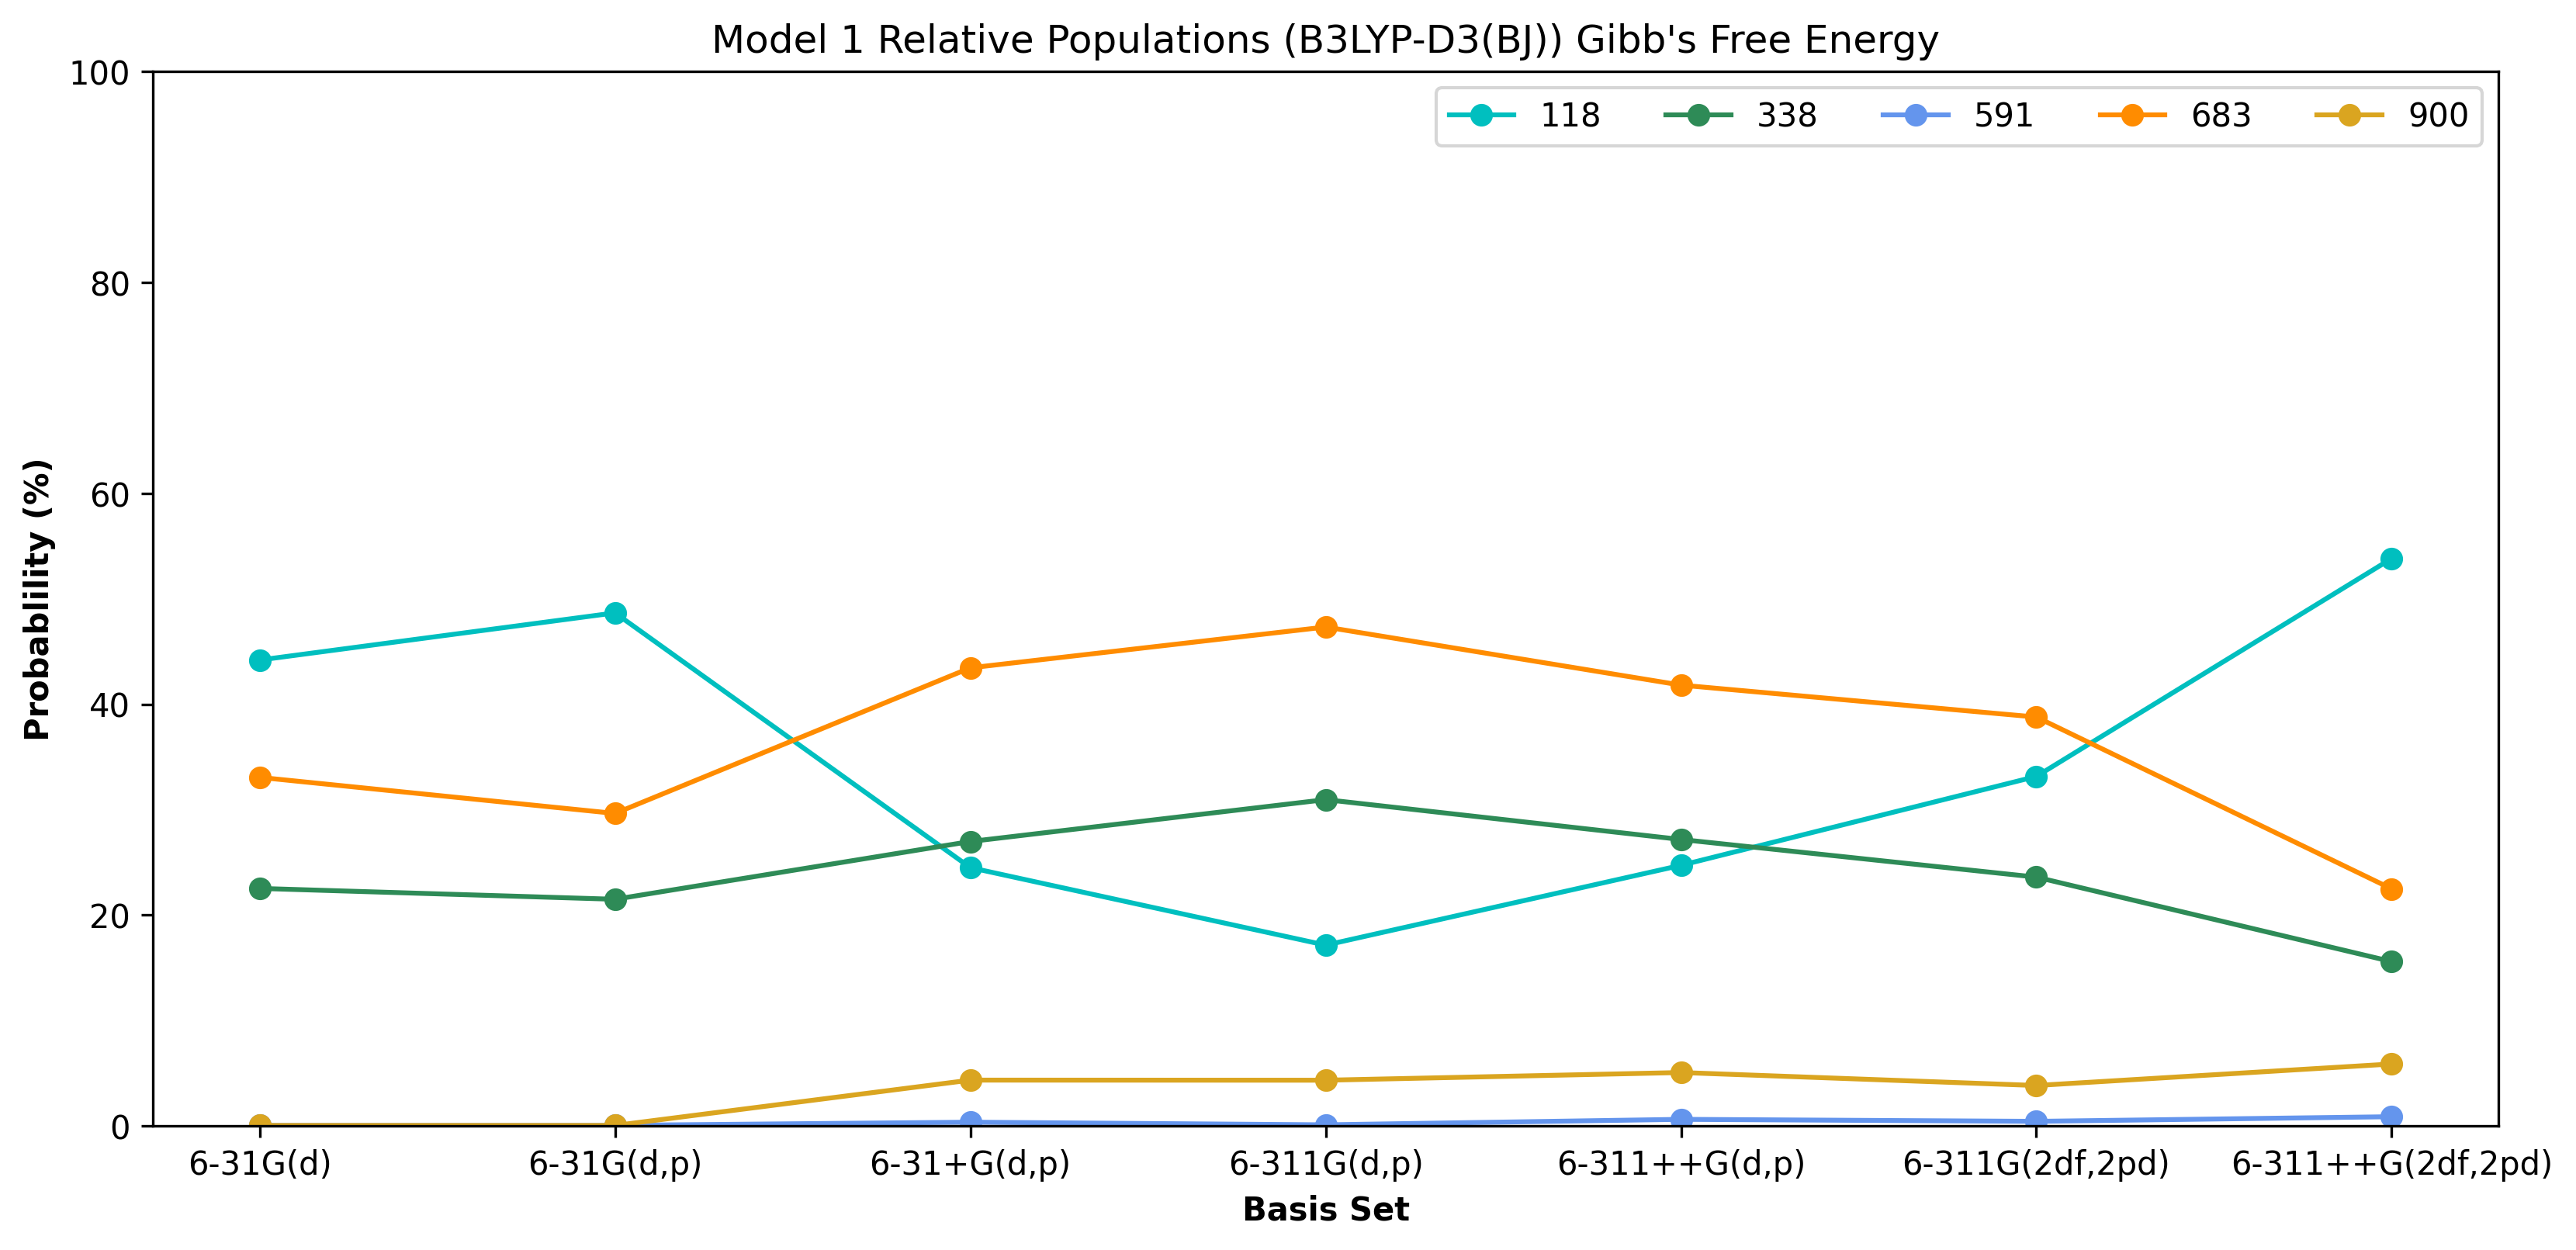 Model 1 Relative Populations (B3LYP-D3(BJ)) Gibb's Free Energy
118 338 591 683 900
Probablility (%)
100
80
60
40
20
0
6-31G(d) 6-31G(d,p) 6-31+G(d,p) 6-311G(d,p) 6-311++G(d,p) 6-311G(2df,2pd) 6-311++G(2df,2pd)
Basis Set